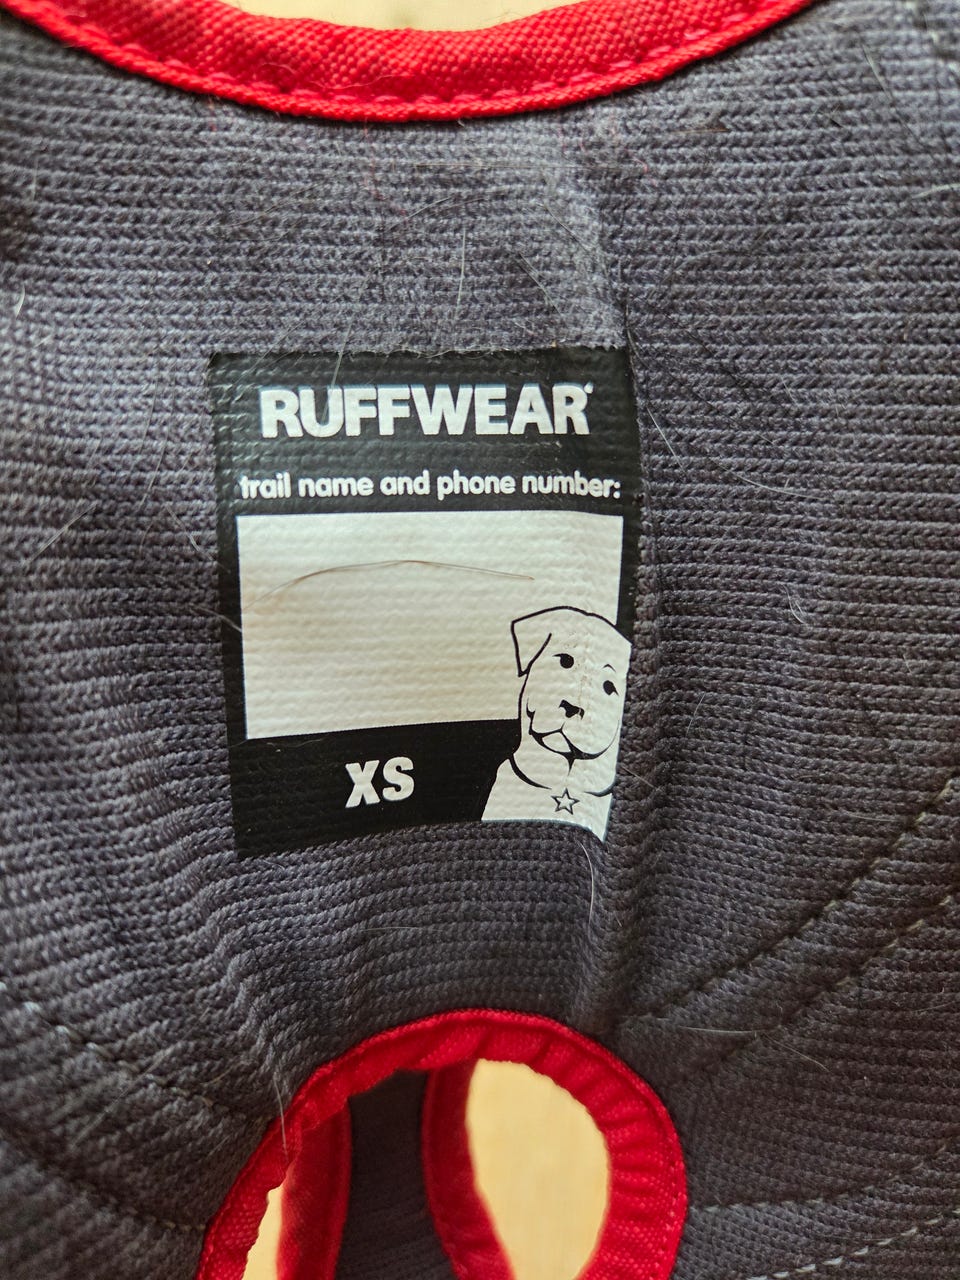 RUFFWEAR
trail name and phone number:
XS